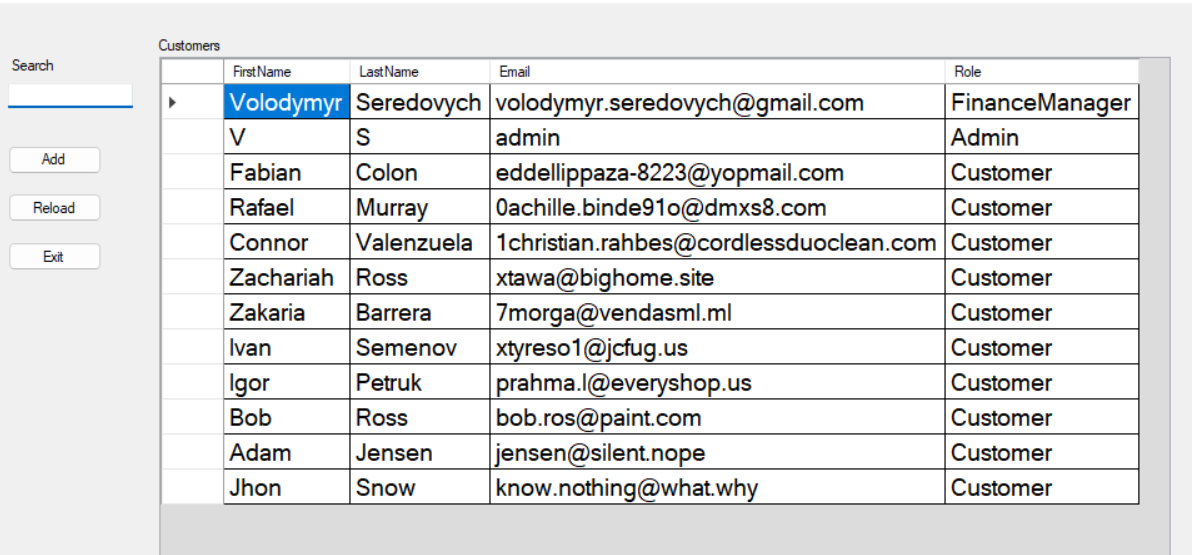 Customers
Search
FirstName LastName Email Role
Volodymyr Seredovych volodymyr.seredovych@gmail.com FinanceManager
V S admin Admin
Add
Fabian Colon eddellippaza-8223@yopmail.com Customer
Reload
Rafael Murray 0achille.binde91o@dmxs8.com Customer
Exit
Connor Valenzuela 1christian.rahbes@cordlessduoclean.com Customer
Zachariah Ross xtawa@bighome.site Customer
Zakaria Barrera 7morga@vendasml.ml Customer
Ivan Semenov xtyreso1@jcfug.us Customer
Igor Petruk prahma.l@everyshop.us Customer
Bob Ross bob.ros@paint.com Customer
Adam Jensen jensen@silent.nope Customer
Jhon Snow know.nothing@what.why Customer